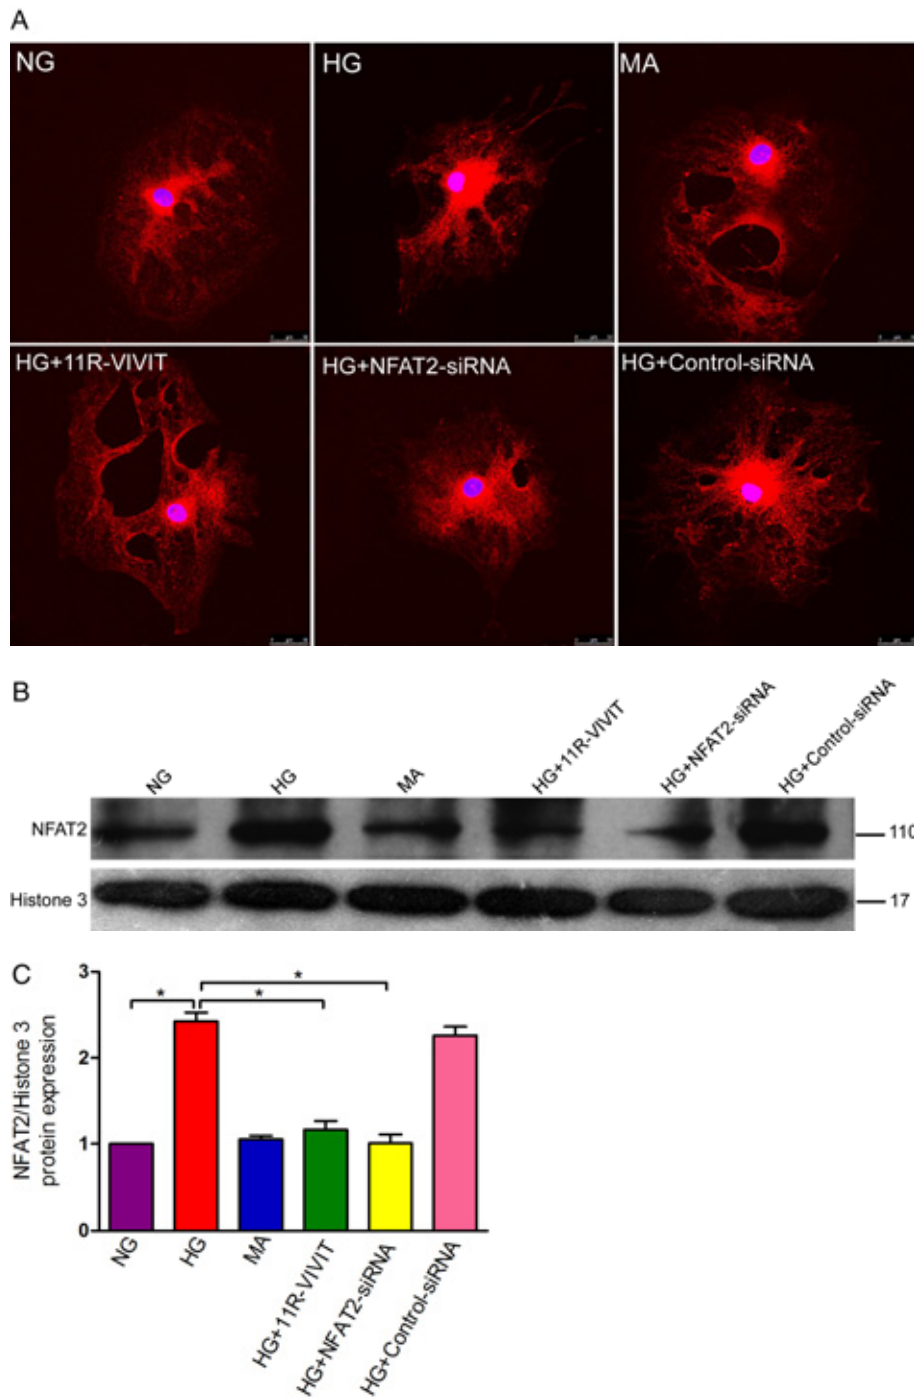 A
NG
HG
MA
HG+11R-VIVIT
HG+NFAT2-siRNA
HG+Control-siRNA
B
NG
HG
MA
HG+11R-VIVIT
HG+NFAT2-siRNA
HG+Control-siRNA
NFAT2
110
Histone 3
17
C
NFAT2/Histone 3
protein expression
3
2
1
0
*
*
*
NG
HG
MA
HG+11R-VIVIT
HG+NFAT2-siRNA
HG+Control-siRNA